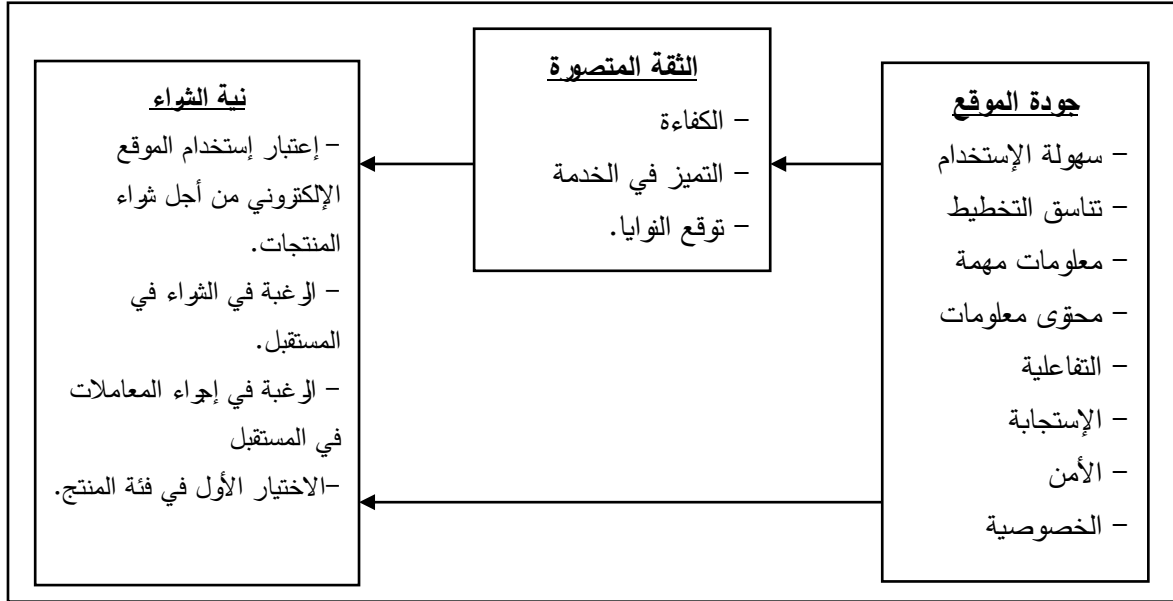 جودة الموقع
– سهولة الإستخدام
– تناسق التخطيط
– معلومات مهمة
– محتوى معلومات
– التفاعلية
– الإستجابة
– الأمن
– الخصوصية
الثقة المتصورة
– الكفاءة
– التميز في الخدمة
– توقع النوايا.
نية الشراء
– إعتبار إستخدام الموقع
الإلكتروني من أجل شراء
المنتجات.
– الرغبة في الشراء في
المستقبل.
– الرغبة في إجراء المعاملات
في المستقبل
–الاختيار الأول في فئة المنتج.